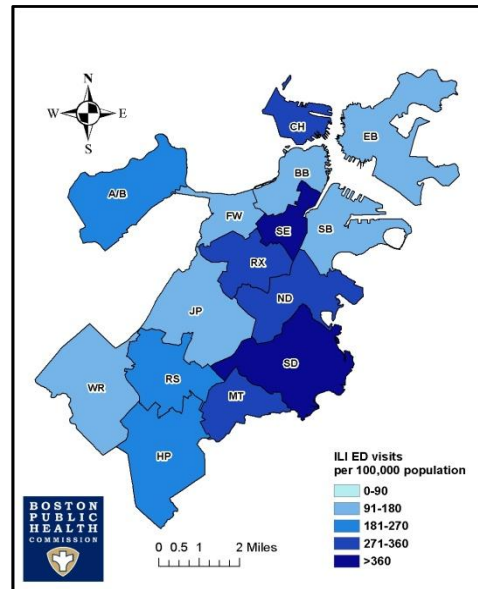 N
W E
S
CH
EB
A/B
BB
FW
SE
SB
RX
ND
JP
SD
WR
RS
MT
HP
ILI ED visits
per 100,000 population
0-90
91-180
181-270
271-360
>360
BOSTON
PUBLIC
HEALTH
COMMISSION
0 0.5 1 2 Miles